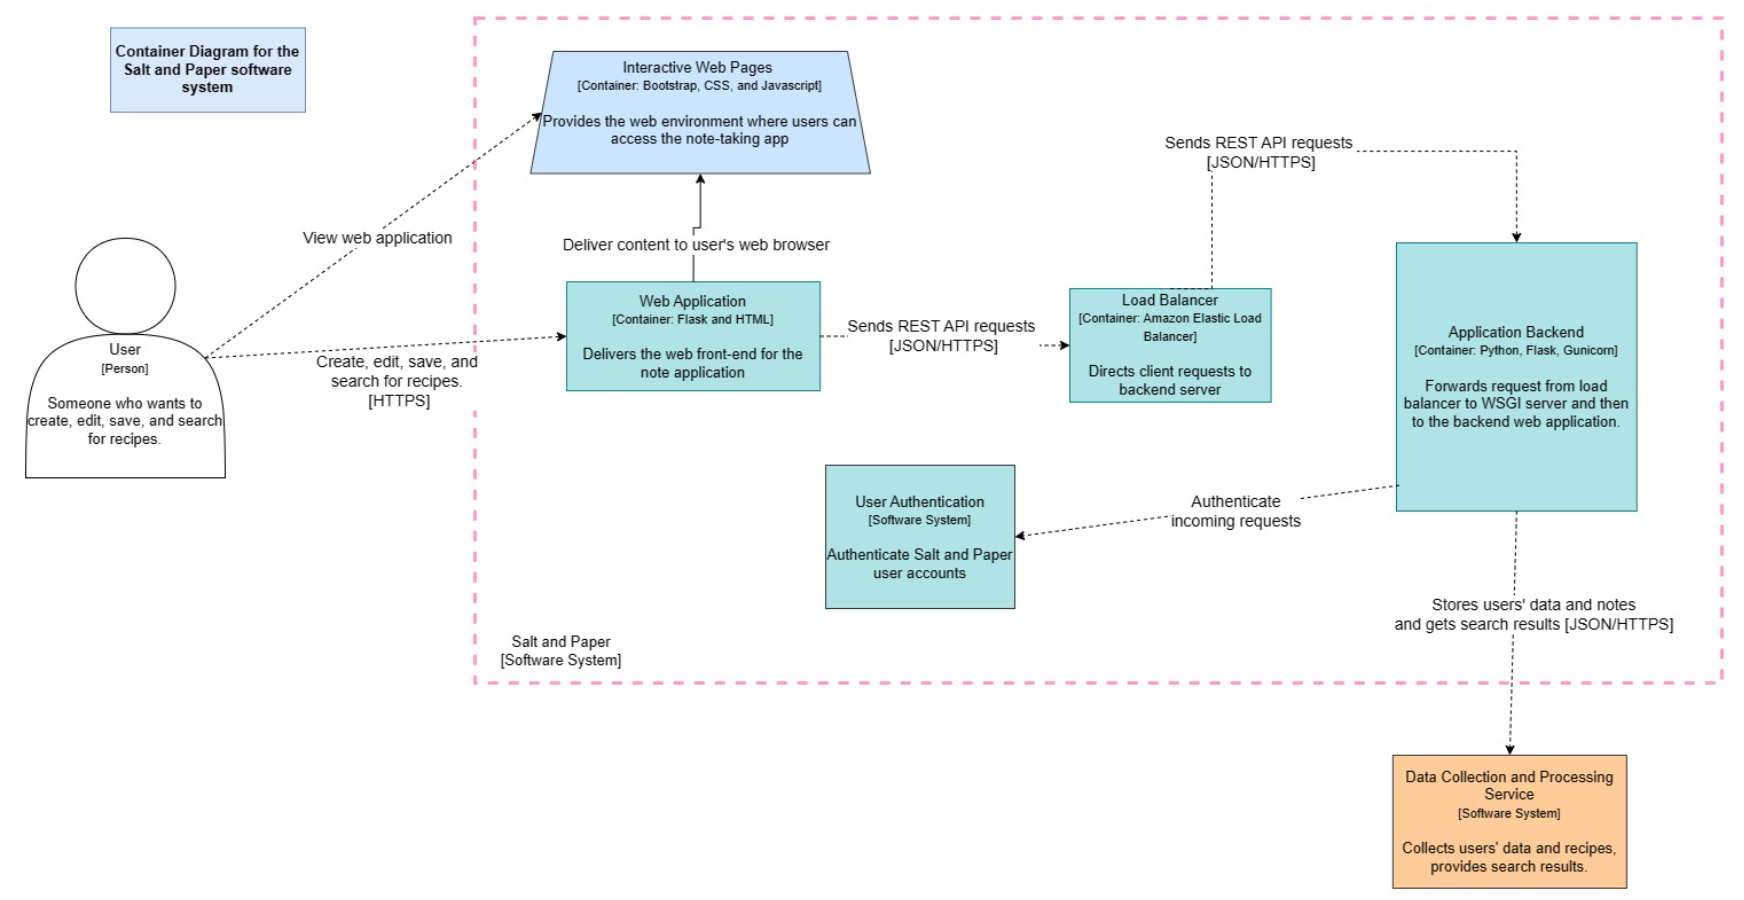 Container Diagram for the
Salt and Paper software
system
Interactive Web Pages
[Container: Bootstrap, CSS, and Javascript]
Provides the web environment where users can
access the note-taking app
Sends REST API requests
[JSON/HTTPS]
View web application
Deliver content to user's web browser
User
[Person]
Someone who wants to
create, edit, save, and search
for recipes.
Create, edit, save, and
search for recipes.
[HTTPS]
Web Application
[Container: Flask and HTML]
Delivers the web front-end for the
note application
Sends REST API requests
[JSON/HTTPS]
Load Balancer
[Container: Amazon Elastic Load
Balancer]
Directs client requests to
backend server
Application Backend
[Container: Python, Flask, Gunicorn]
Forwards request from load
balancer to WSGI server and then
to the backend web application.
User Authentication
[Software System]
Authenticate Salt and Paper
user accounts
Authenticate
incoming requests
Stores users' data and notes
and gets search results [JSON/HTTPS]
Salt and Paper
[Software System]
Data Collection and Processing
Service
[Software System]
Collects users' data and recipes,
provides search results.